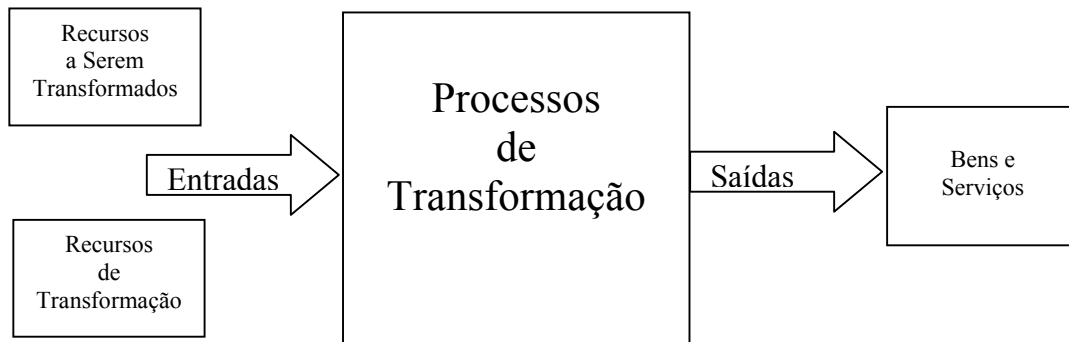 Recursos
a Serem
Transformados
Entradas
Recursos
de
Transformação
Processos
de
Transformação
Saídas
Bens e
Serviços